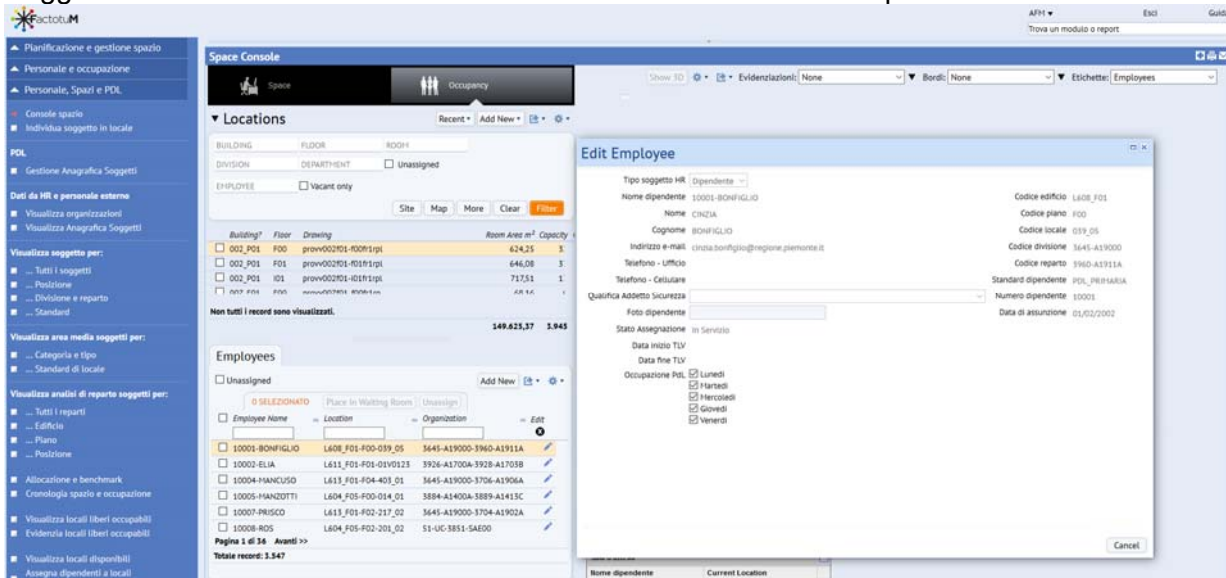 FactotuM
AFM ▾ Esci Guid
Trova un modulo o report
Pianificazione e gestione spazio
Personale e occupazione
Personale, Spazi e PDL
Console spazio
Individua soggetto in locale
PDL
Gestione Anagrafica Soggetti
Dati da HR e personale esterno
Visualizza organizzazioni
Visualizza Anagrafica Soggetti
Visualizza soggetto per:
... Tutti i soggetti
... Posizione
... Divisione e reparto
... Standard
Visualizza area media soggetti per:
... Categoria e tipo
... Standard di locale
Visualizza analisi di reparto soggetti per:
... Tutti i reparti
... Edificio
... Piano
... Posizione
Allocazione e benchmark
Cronologia spazio e occupazione
Visualizza locali liberi occupabili
Evidenzia locali liberi occupabili
Visualizza locali disponibili
Assegna dipendenti a locali
Space Console
Space Occupancy
Show 3D Evidenziazioni: None Bordi: None Etichette: Employees
Locations Recent Add New
BUILDING FLOOR ROOM
DIVISION DEPARTMENT Unassigned
EMPLOYEE Vacant only
Site Map More Clear Filter
Building? Floor Drawing Room Area m² Capacity
002_P01 F00 provv002f01-f00fr1rpl 624,25 3
002_P01 F01 provv002f01-f01fr1rpl 646,08 3
002_P01 I01 provv002f01-i01fr1rpl 717,51 1
Non tutti i record sono visualizzati.
149.623,37 3.945
Employees
Unassigned Add New
0 SELEZIONATO Place in Waiting Room Unassign
Employee Name Location Organization Edit
10001-BONFIGLIO L608_F01-F00-039_05 3645-A19000-3960-A1911A
10002-ELIA L611_F01-F01-01V0123 3926-A1700A-3928-A1703B
10004-MANCUSO L613_F01-F04-403_01 3645-A19000-3706-A1906A
10005-MANZOTTI L604_F05-F00-014_01 3884-A1400A-3889-A1413C
10007-PRISCO L613_F01-F02-217_02 3645-A19000-3704-A1902A
10008-ROS L604_F05-F02-201_02 51-UC-3851-SAE00
Pagina 1 di 36 Avanti >>
Totale record: 3.547
Edit Employee
Tipo soggetto HR Dipendente
Nome dipendente 10001-BONFIGLIO Codice edificio L608_F01
Nome CINZIA Codice piano F00
Cognome BONFIGLIO Codice locale 039_05
Indirizzo e-mail cinzia.bonfiglio@regione.piemonte.it Codice divisione 3645-A19000
Telefono - Ufficio Codice reparto 3960-A1911A
Telefono - Cellulare Standard dipendente PDL_PRIMARIA
Qualifica Addetto Sicurezza Numero dipendente 10001
Foto dipendente Data di assunzione 01/02/2002
Stato Assegnazione In Servizio
Data inizio TLV
Data fine TLV
Occupazione PdL Lunedì
Martedì
Mercoledì
Giovedì
Venerdì
Cancel
Nome dipendente Current Location